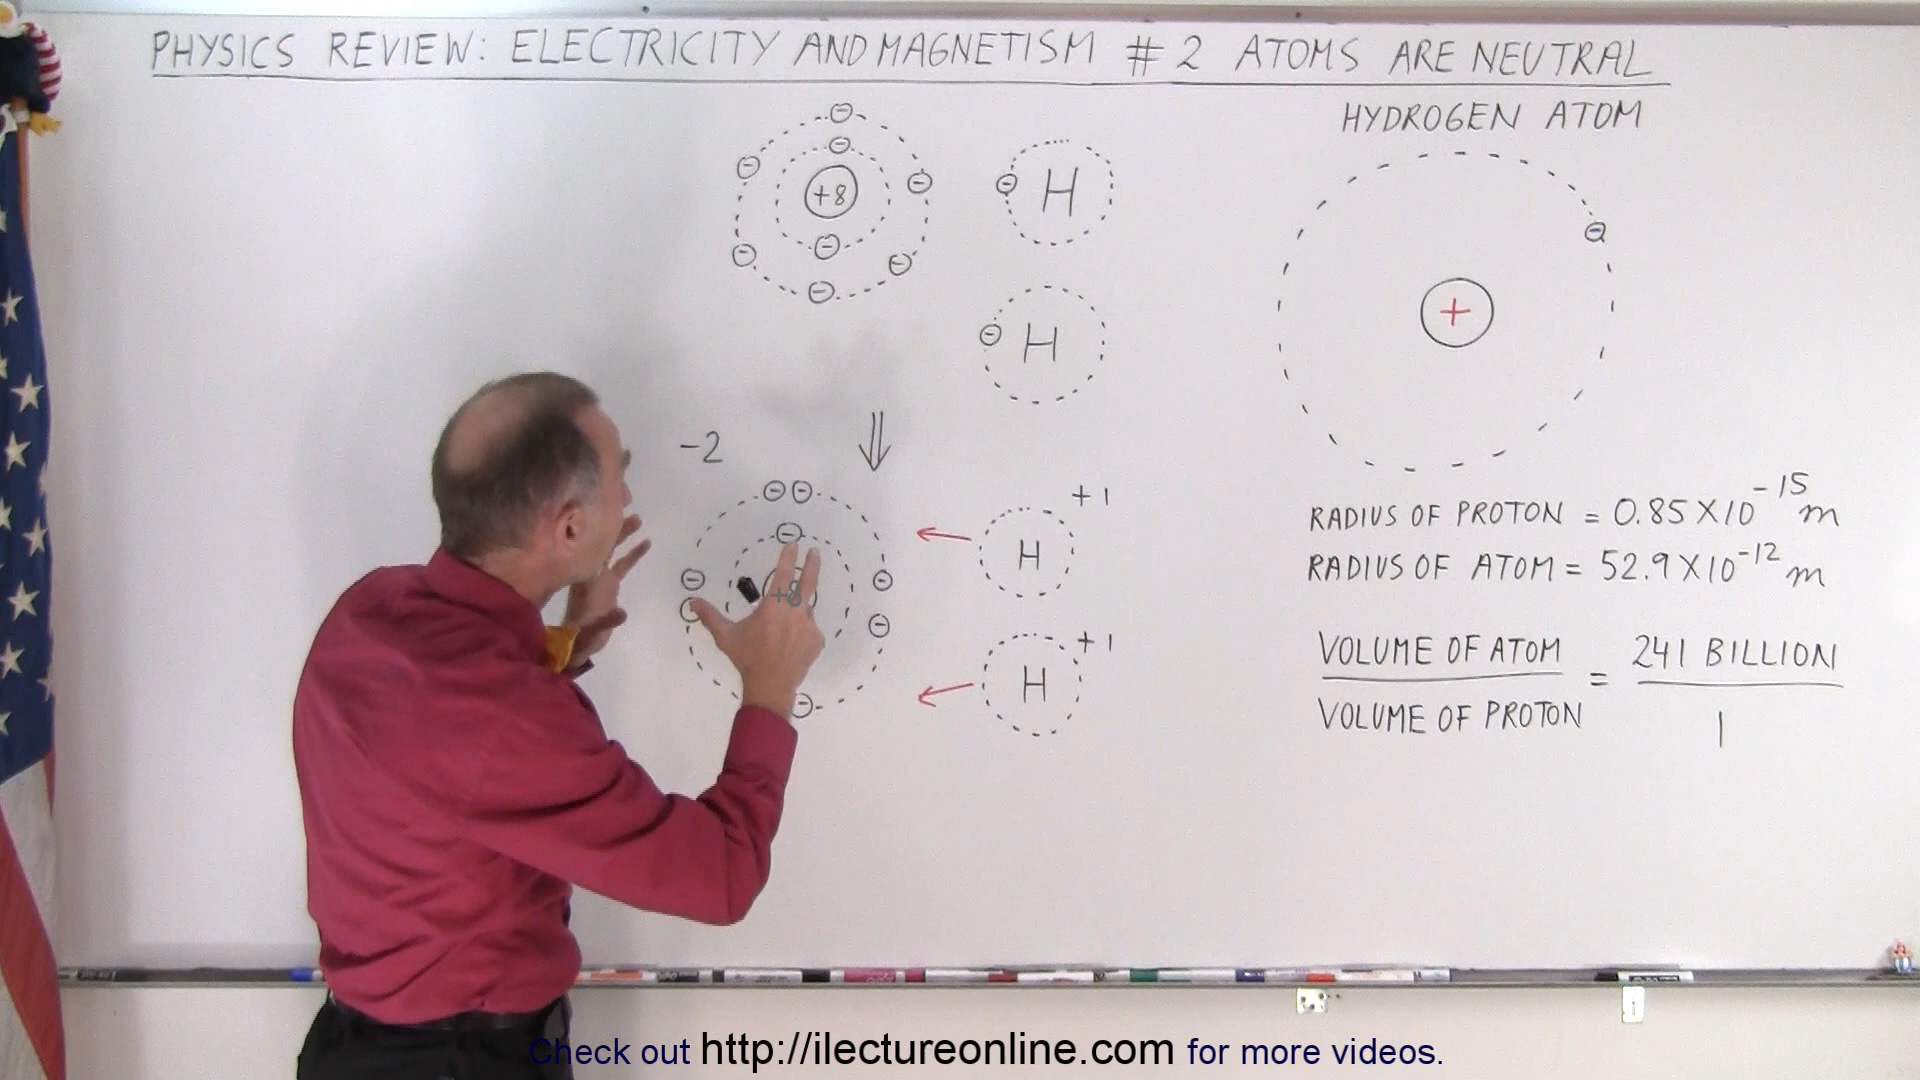 PHYSICS REVIEW: ELECTRICITY AND MAGNETISM # 2 ATOMS ARE NEUTRAL
HYDROGEN ATOM
⊖
⊖
⊖
⊖
+8
⊖
⊖
⊖
⊖
⊖ H
⊖
+
⊖ H
-2
⊖⊖
⊖
⊖
⊖
+8
⊖
⊖
+1
H
+1
H
RADIUS OF PROTON = 0.85 X 10^-15 m
RADIUS OF ATOM = 52.9 X 10^-12 m
VOLUME OF ATOM
VOLUME OF PROTON
=
241 BILLION
1
Check out http://ilectureonline.com for more videos.